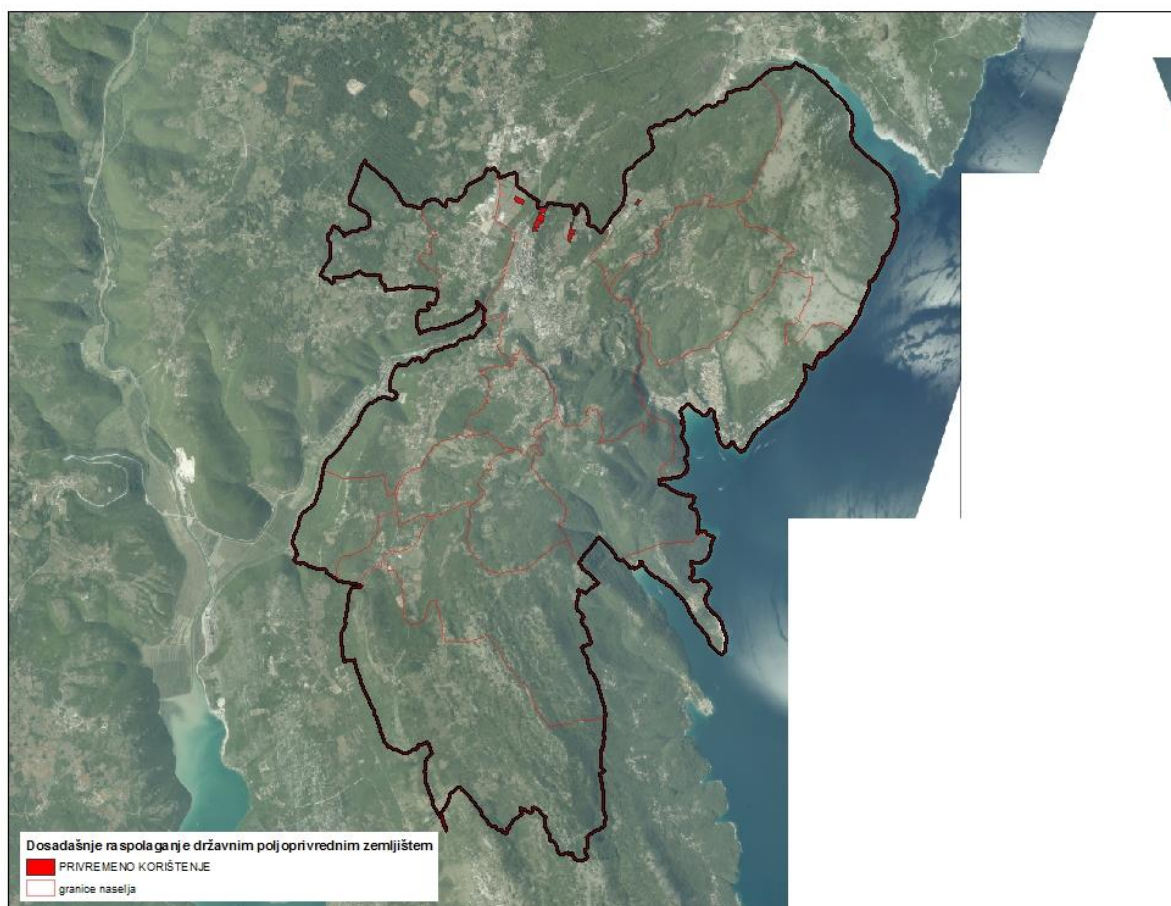 Dosadašnje raspolaganje državnim poljoprivrednim zemljištem
PRIVREMENO KORIŠTENJE
granice naselja